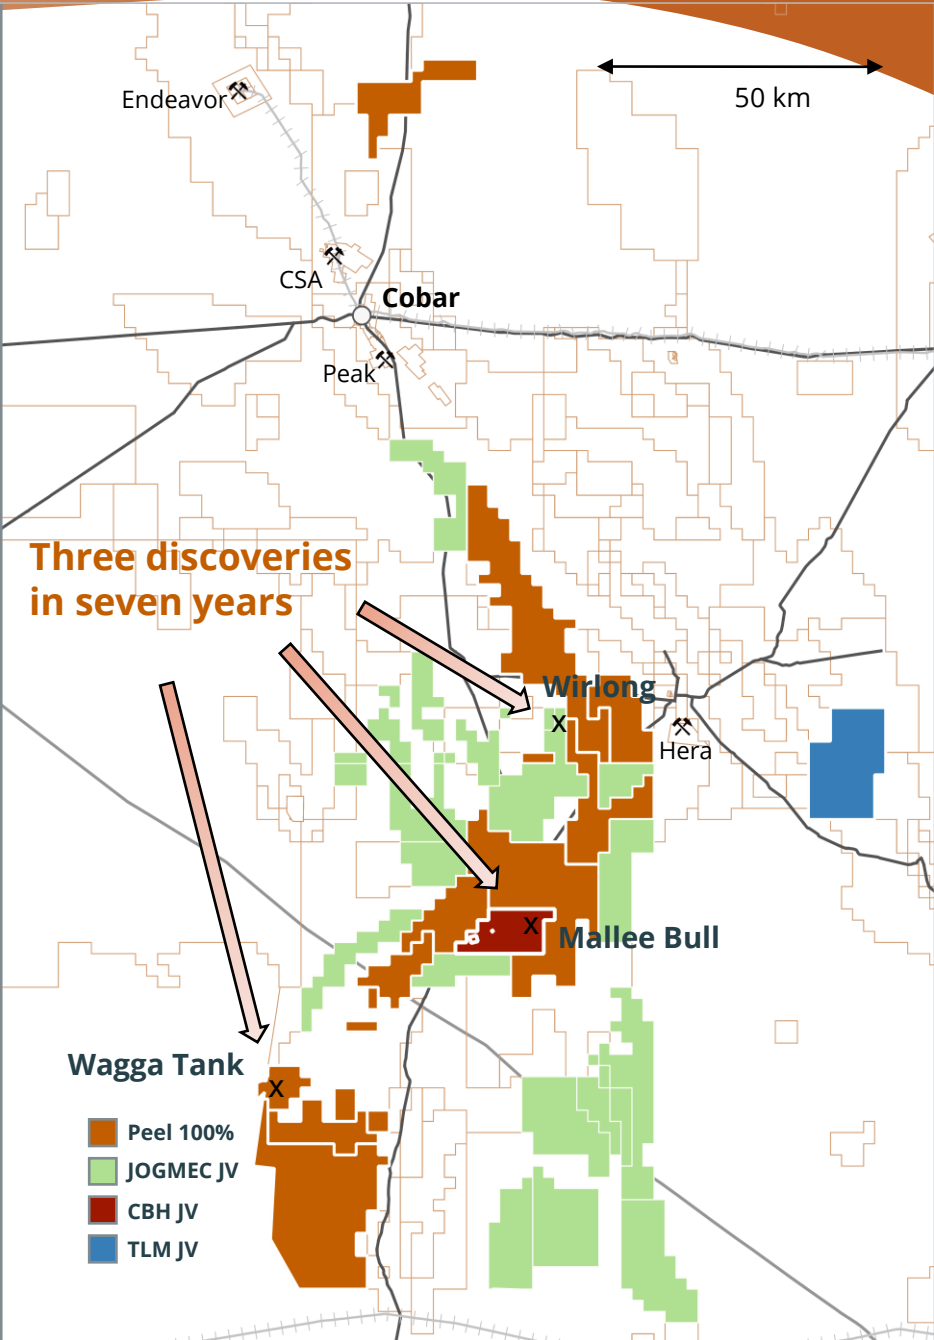 50 km
Endeavor
CSA
Cobar
Peak
Three discoveries
in seven years
Wirlong
X
Hera
X
Mallee Bull
Wagga Tank
X
Peel 100%
JOGMEC JV
CBH JV
TLM JV